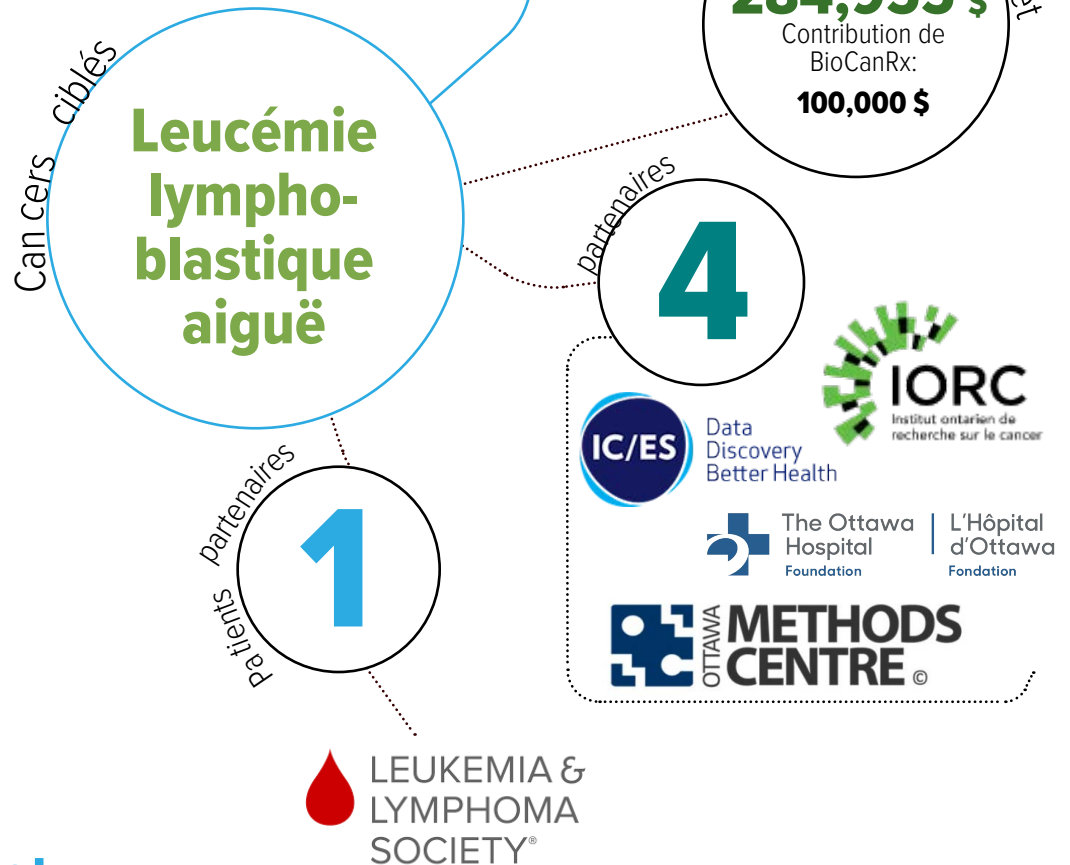 Contribution de
BioCanRx:
100,000 $
Cancers ciblés
Leucémie
lympho-
blastique
aiguë
partenaires
4
IORC
Institut ontarien de
recherche sur le cancer
IC/ES
Data
Discovery
Better Health
The Ottawa
Hospital
Foundation
L'Hôpital
d'Ottawa
Fondation
OTTAWA
METHODS
CENTRE ©
Patients partenaires
1
LEUKEMIA &
LYMPHOMA
SOCIETY®